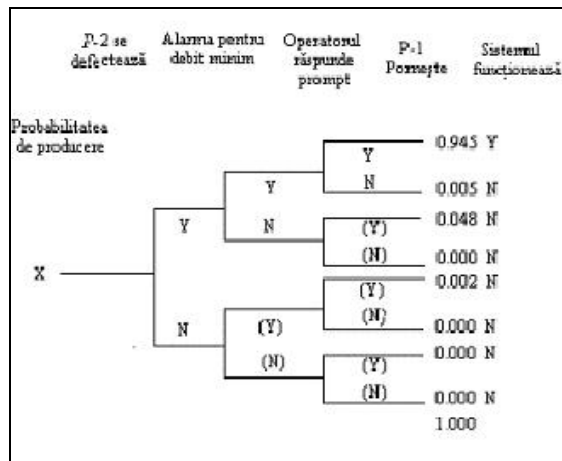 P-2 se
defectează
Alarma pentru
debit minim
Operatorul
răspunde
prompt
P-1
Pornește
Sistemul
funcționează
Probabilitatea
de producere
X
Y
N
Y
N
(Y)
(N)
Y
N
(Y)
(N)
(Y)
(N)
(Y)
(N)
0.945 Y
0.005 N
0.048 N
0.000 N
0.002 N
0.000 N
0.000 N
0.000 N
1.000